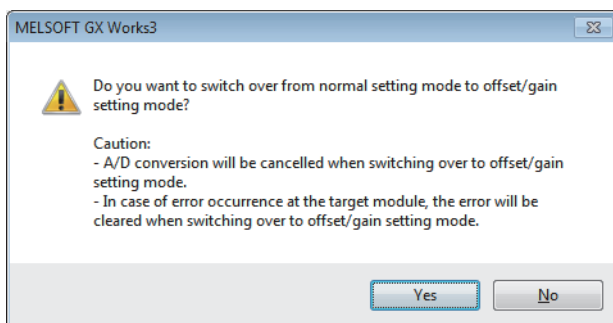 MELSOFT GX Works3
Do you want to switch over from normal setting mode to offset/gain
setting mode?
Caution:
- A/D conversion will be cancelled when switching over to offset/gain
setting mode.
- In case of error occurrence at the target module, the error will be
cleared when switching over to offset/gain setting mode.
Yes
No